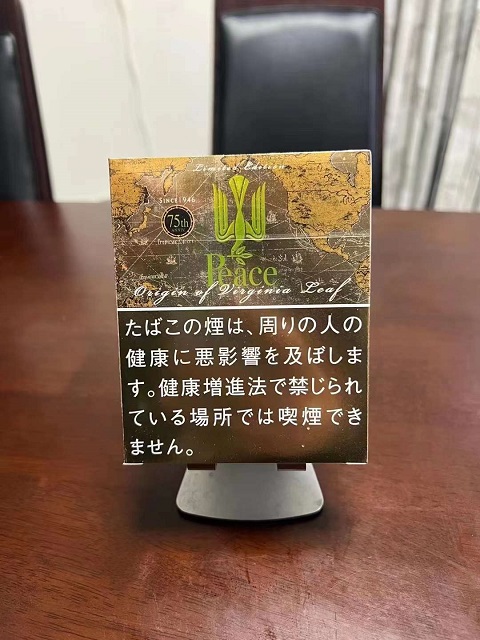 Limited Edition
SINCE 1946
75th
Peace
Origin of Virginia Leaf
たばこの煙は、周りの人の
健康に悪影響を及ぼしま
す。健康増進法で禁じられ
ている場所では喫煙でき
ません。